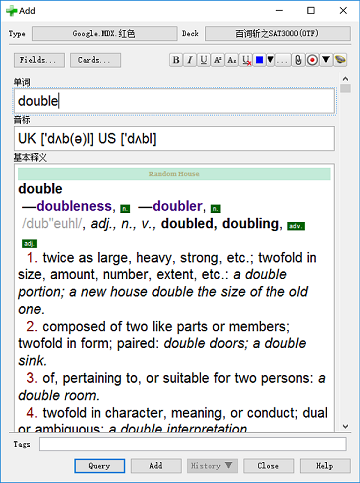 Add
Type Google.MDX.红色 Deck 百词斩之SAT3000(OTF)
Fields... Cards... B I U A² A₂ U ...
单词
double
音标
UK ['dʌb(ə)l] US ['dʌbl]
基本释义
Random House
double
—doubleness, n. —doubler, n.
/dub"euhl/, adj., n., v., doubled, doubling, adv.
adj.
1. twice as large, heavy, strong, etc.; twofold in
size, amount, number, extent, etc.: a double
portion; a new house double the size of the old
one.
2. composed of two like parts or members;
twofold in form; paired: double doors; a double
sink.
3. of, pertaining to, or suitable for two persons: a
double room.
4. twofold in character, meaning, or conduct; dual
or ambiguous: a double interpretation.
Tags
Query Add History ▼ Close Help